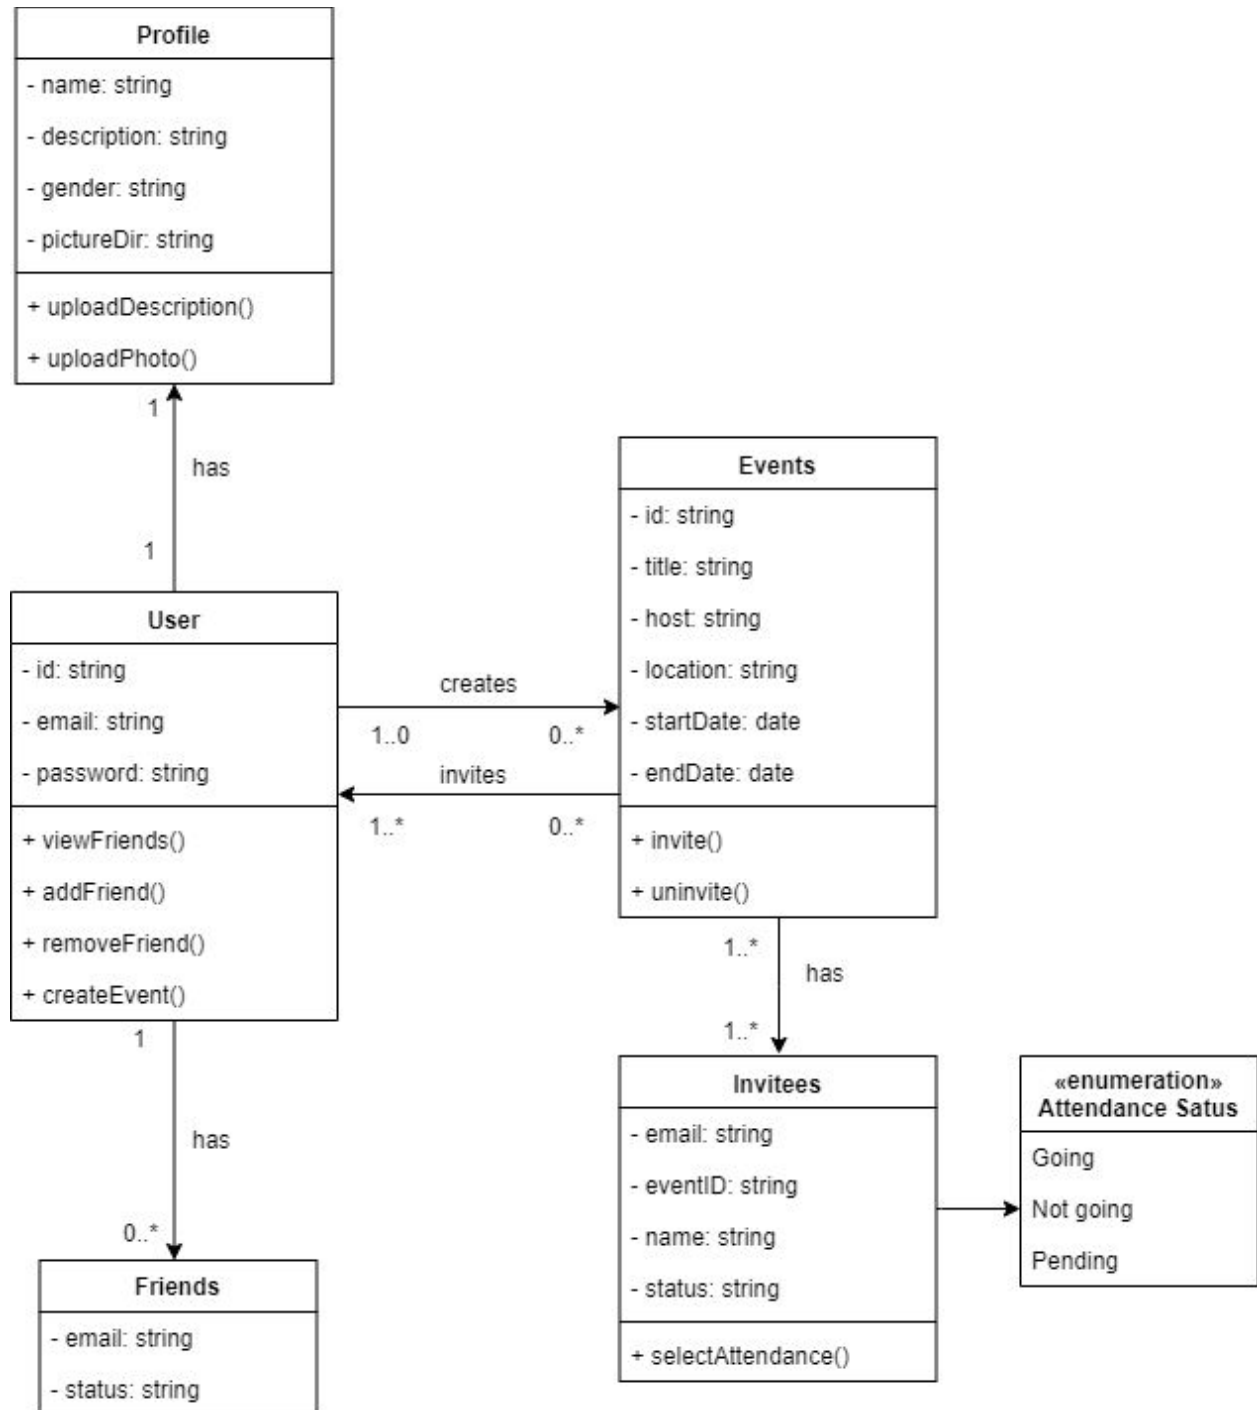 Profile
- name: string
- description: string
- gender: string
- pictureDir: string
+ uploadDescription()
+ uploadPhoto()
1
has
1
User
- id: string
- email: string
- password: string
+ viewFriends()
+ addFriend()
+ removeFriend()
+ createEvent()
creates
1..0
0..*
invites
1..*
0..*
Events
- id: string
- title: string
- host: string
- location: string
- startDate: date
- endDate: date
+ invite()
+ uninvite()
1..*
has
1..*
1
has
0..*
Friends
- email: string
- status: string
Invitees
- email: string
- eventID: string
- name: string
- status: string
+ selectAttendance()
«enumeration»
Attendance Satus
Going
Not going
Pending